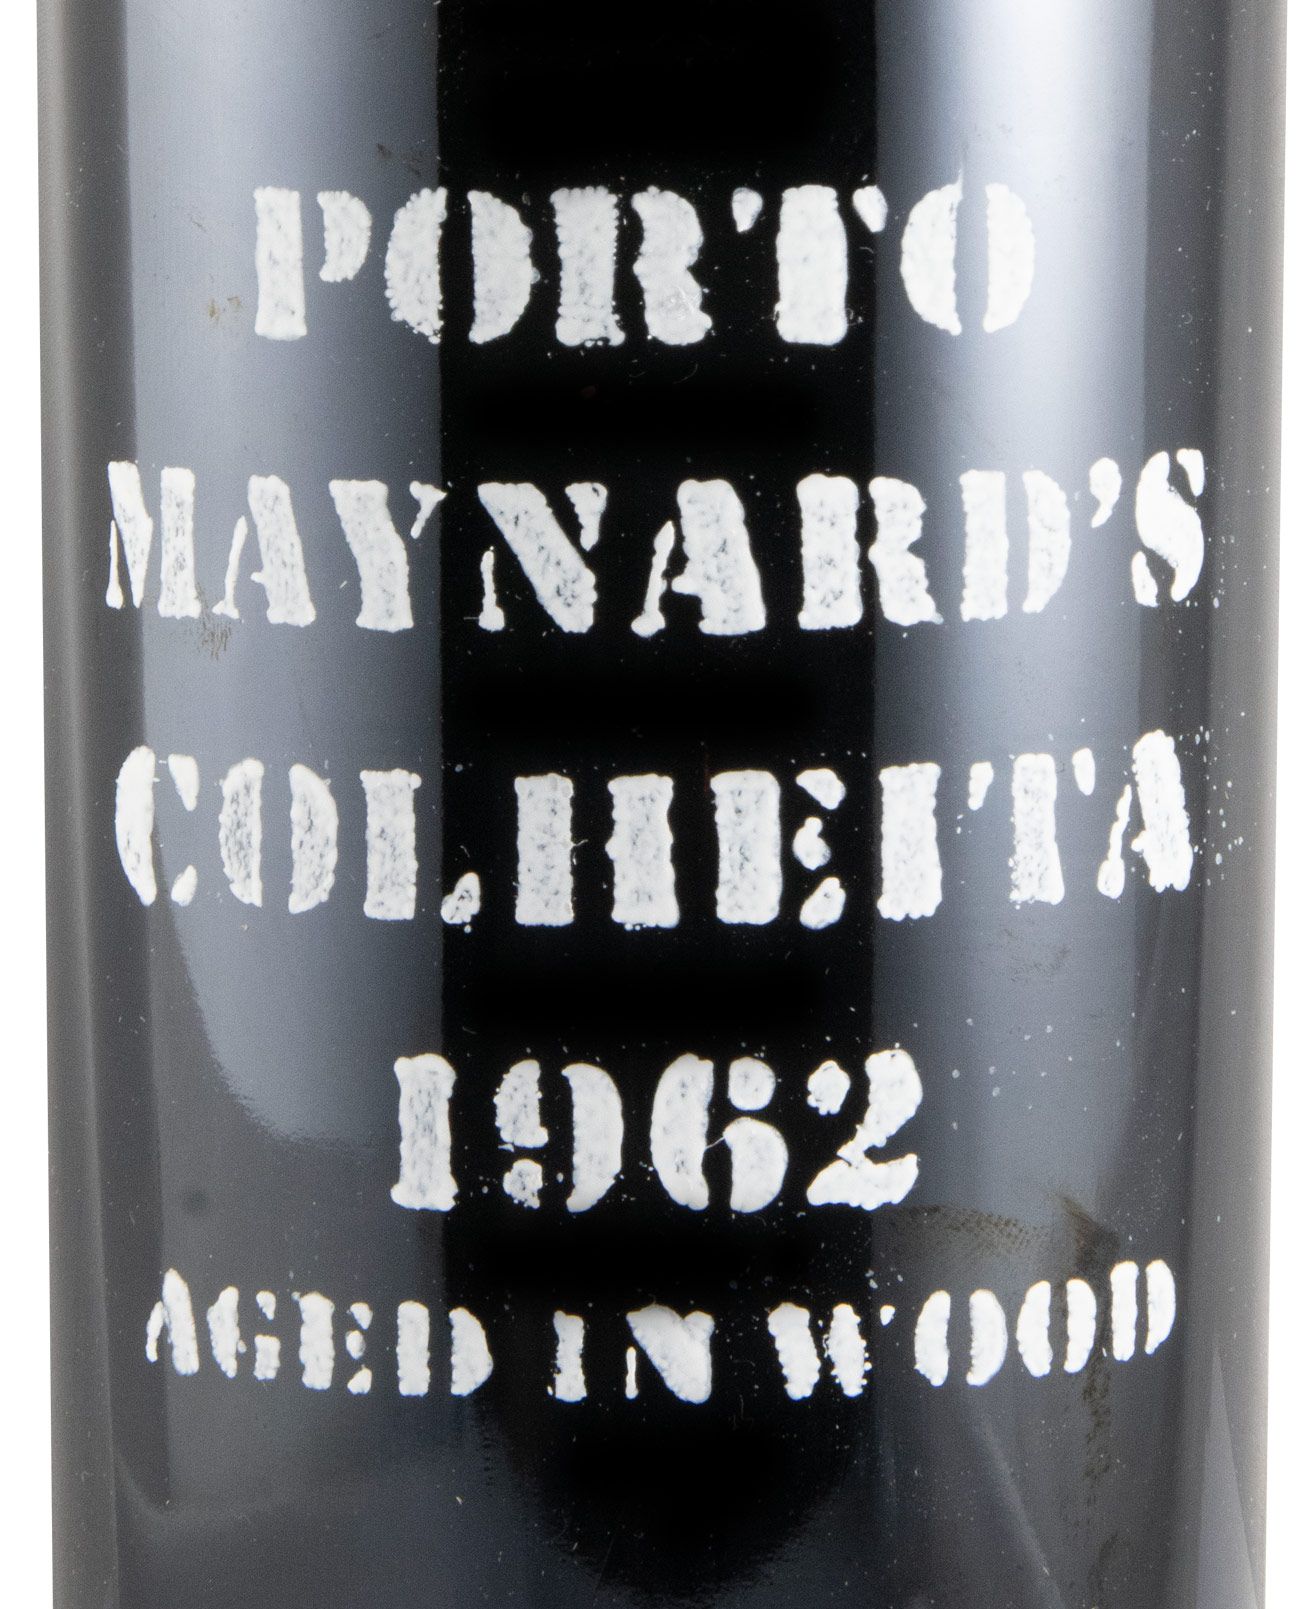 PORTO
MAYNARD'S
COLHEITA
1962
AGED IN WOOD